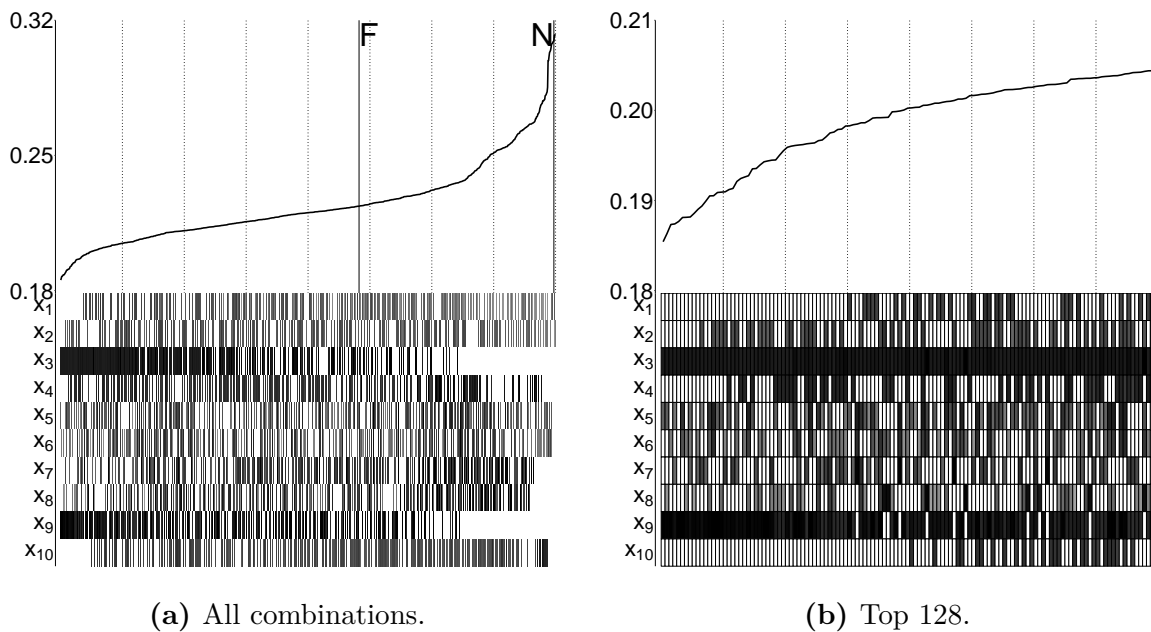 0.32
F
N
0.25
0.18
x1
x2
x3
x4
x5
x6
x7
x8
x9
x10
(a) All combinations.
0.21
0.20
0.19
0.18
x1
x2
x3
x4
x5
x6
x7
x8
x9
x10
(b) Top 128.